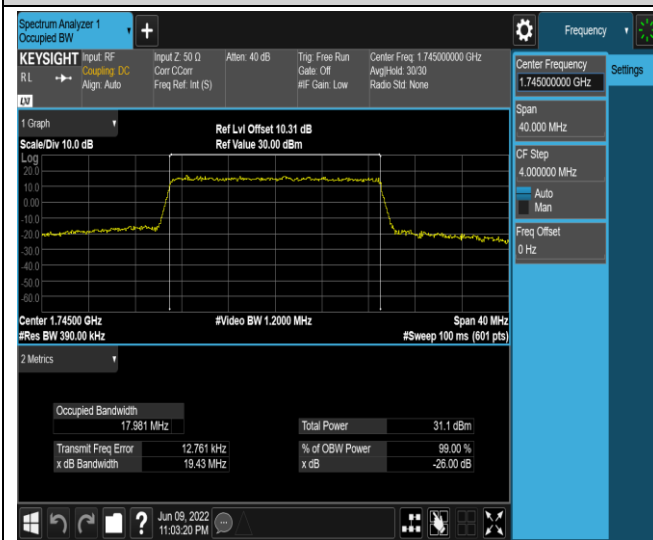 Spectrum Analyzer 1
Occupied BW
+
Frequency
KEYSIGHT
RL
LXI
Input: RF
Coupling: DC
Align: Auto
Input Z: 50 Ω
Corr CCorr
Freq Ref: Int (S)
Atten: 40 dB
Trig: Free Run
Gate: Off
#IF Gain: Low
Center Freq: 1.745000000 GHz
Avg|Hold: 30/30
Radio Std: None
Center Frequency
1.745000000 GHz
Settings
Span
40.000 MHz
CF Step
4.000000 MHz
Auto
Man
Freq Offset
0 Hz
1 Graph
Scale/Div 10.0 dB
Ref Lvl Offset 10.31 dB
Ref Value 30.00 dBm
Log
20.0
10.0
0.00
-10.0
-20.0
-30.0
-40.0
-50.0
-60.0
Center 1.74500 GHz
#Video BW 1.2000 MHz
Span 40 MHz
#Res BW 390.00 kHz
#Sweep 100 ms (601 pts)
2 Metrics
Occupied Bandwidth
17.981 MHz
Total Power 31.1 dBm
Transmit Freq Error 12.761 kHz
% of OBW Power 99.00 %
x dB Bandwidth 19.43 MHz
x dB -26.00 dB
?
Jun 09, 2022
11:03:20 PM